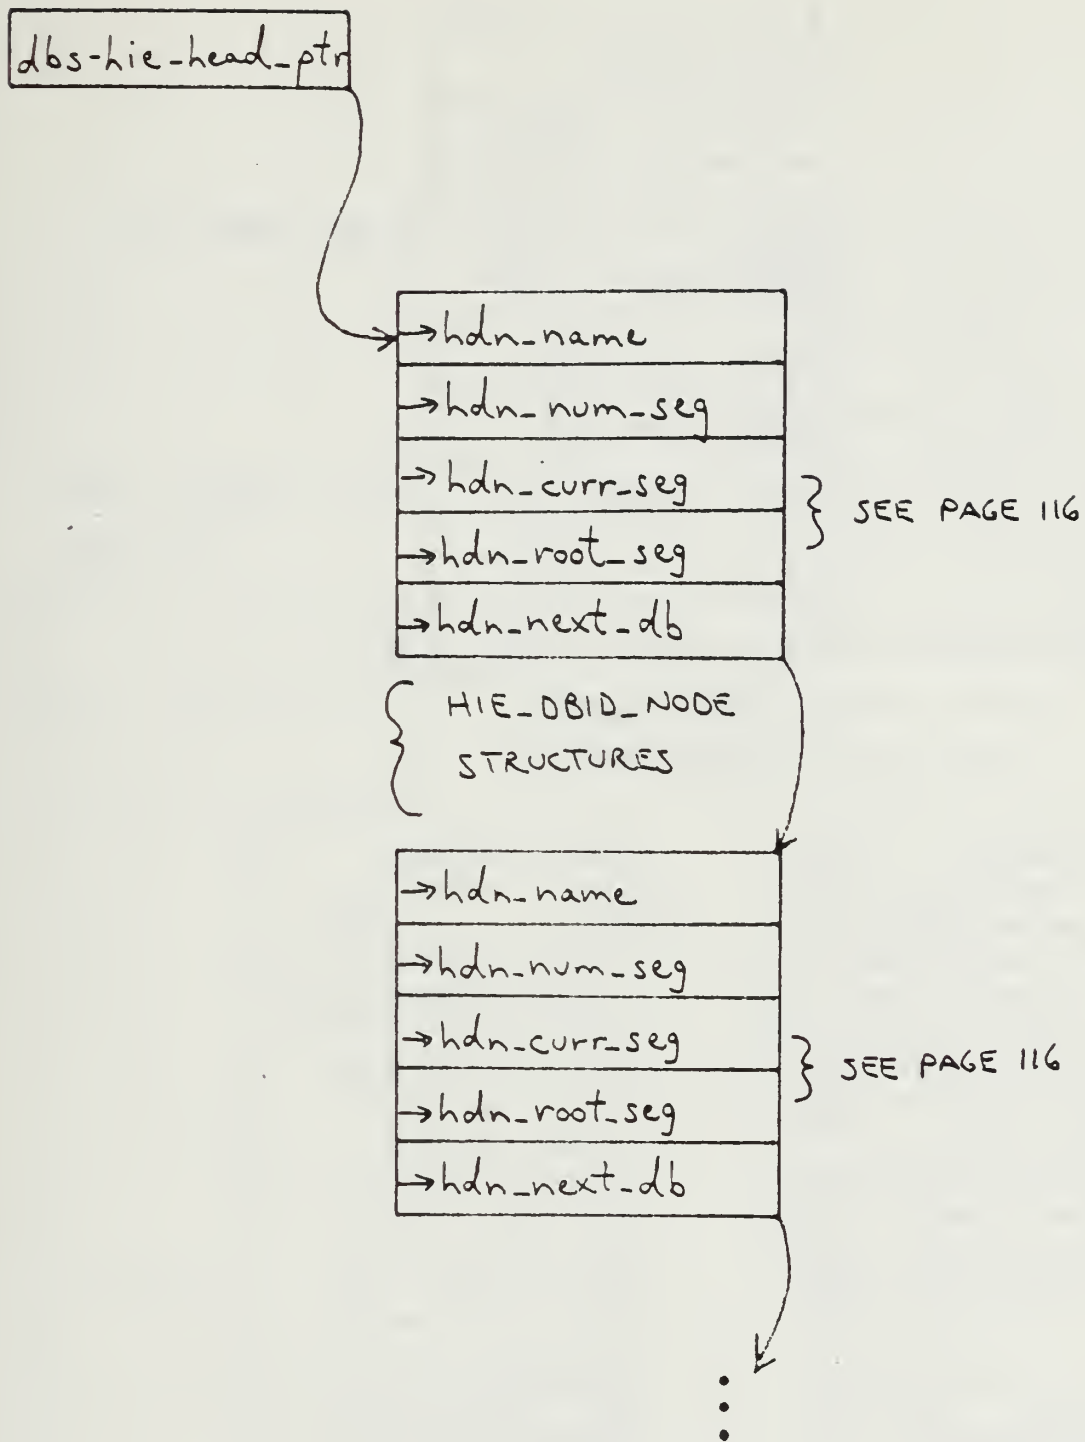 dbs-hie-head_ptr
→hdn_name
→hdn_num_seg
→hdn_curr_seg
} SEE PAGE 116
→hdn_root_seg
→hdn_next_db
{ HIE_DBID_NODE
STRUCTURES
→hdn_name
→hdn_num_seg
→hdn_curr_seg
} SEE PAGE 116
→hdn_root_seg
→hdn_next_db